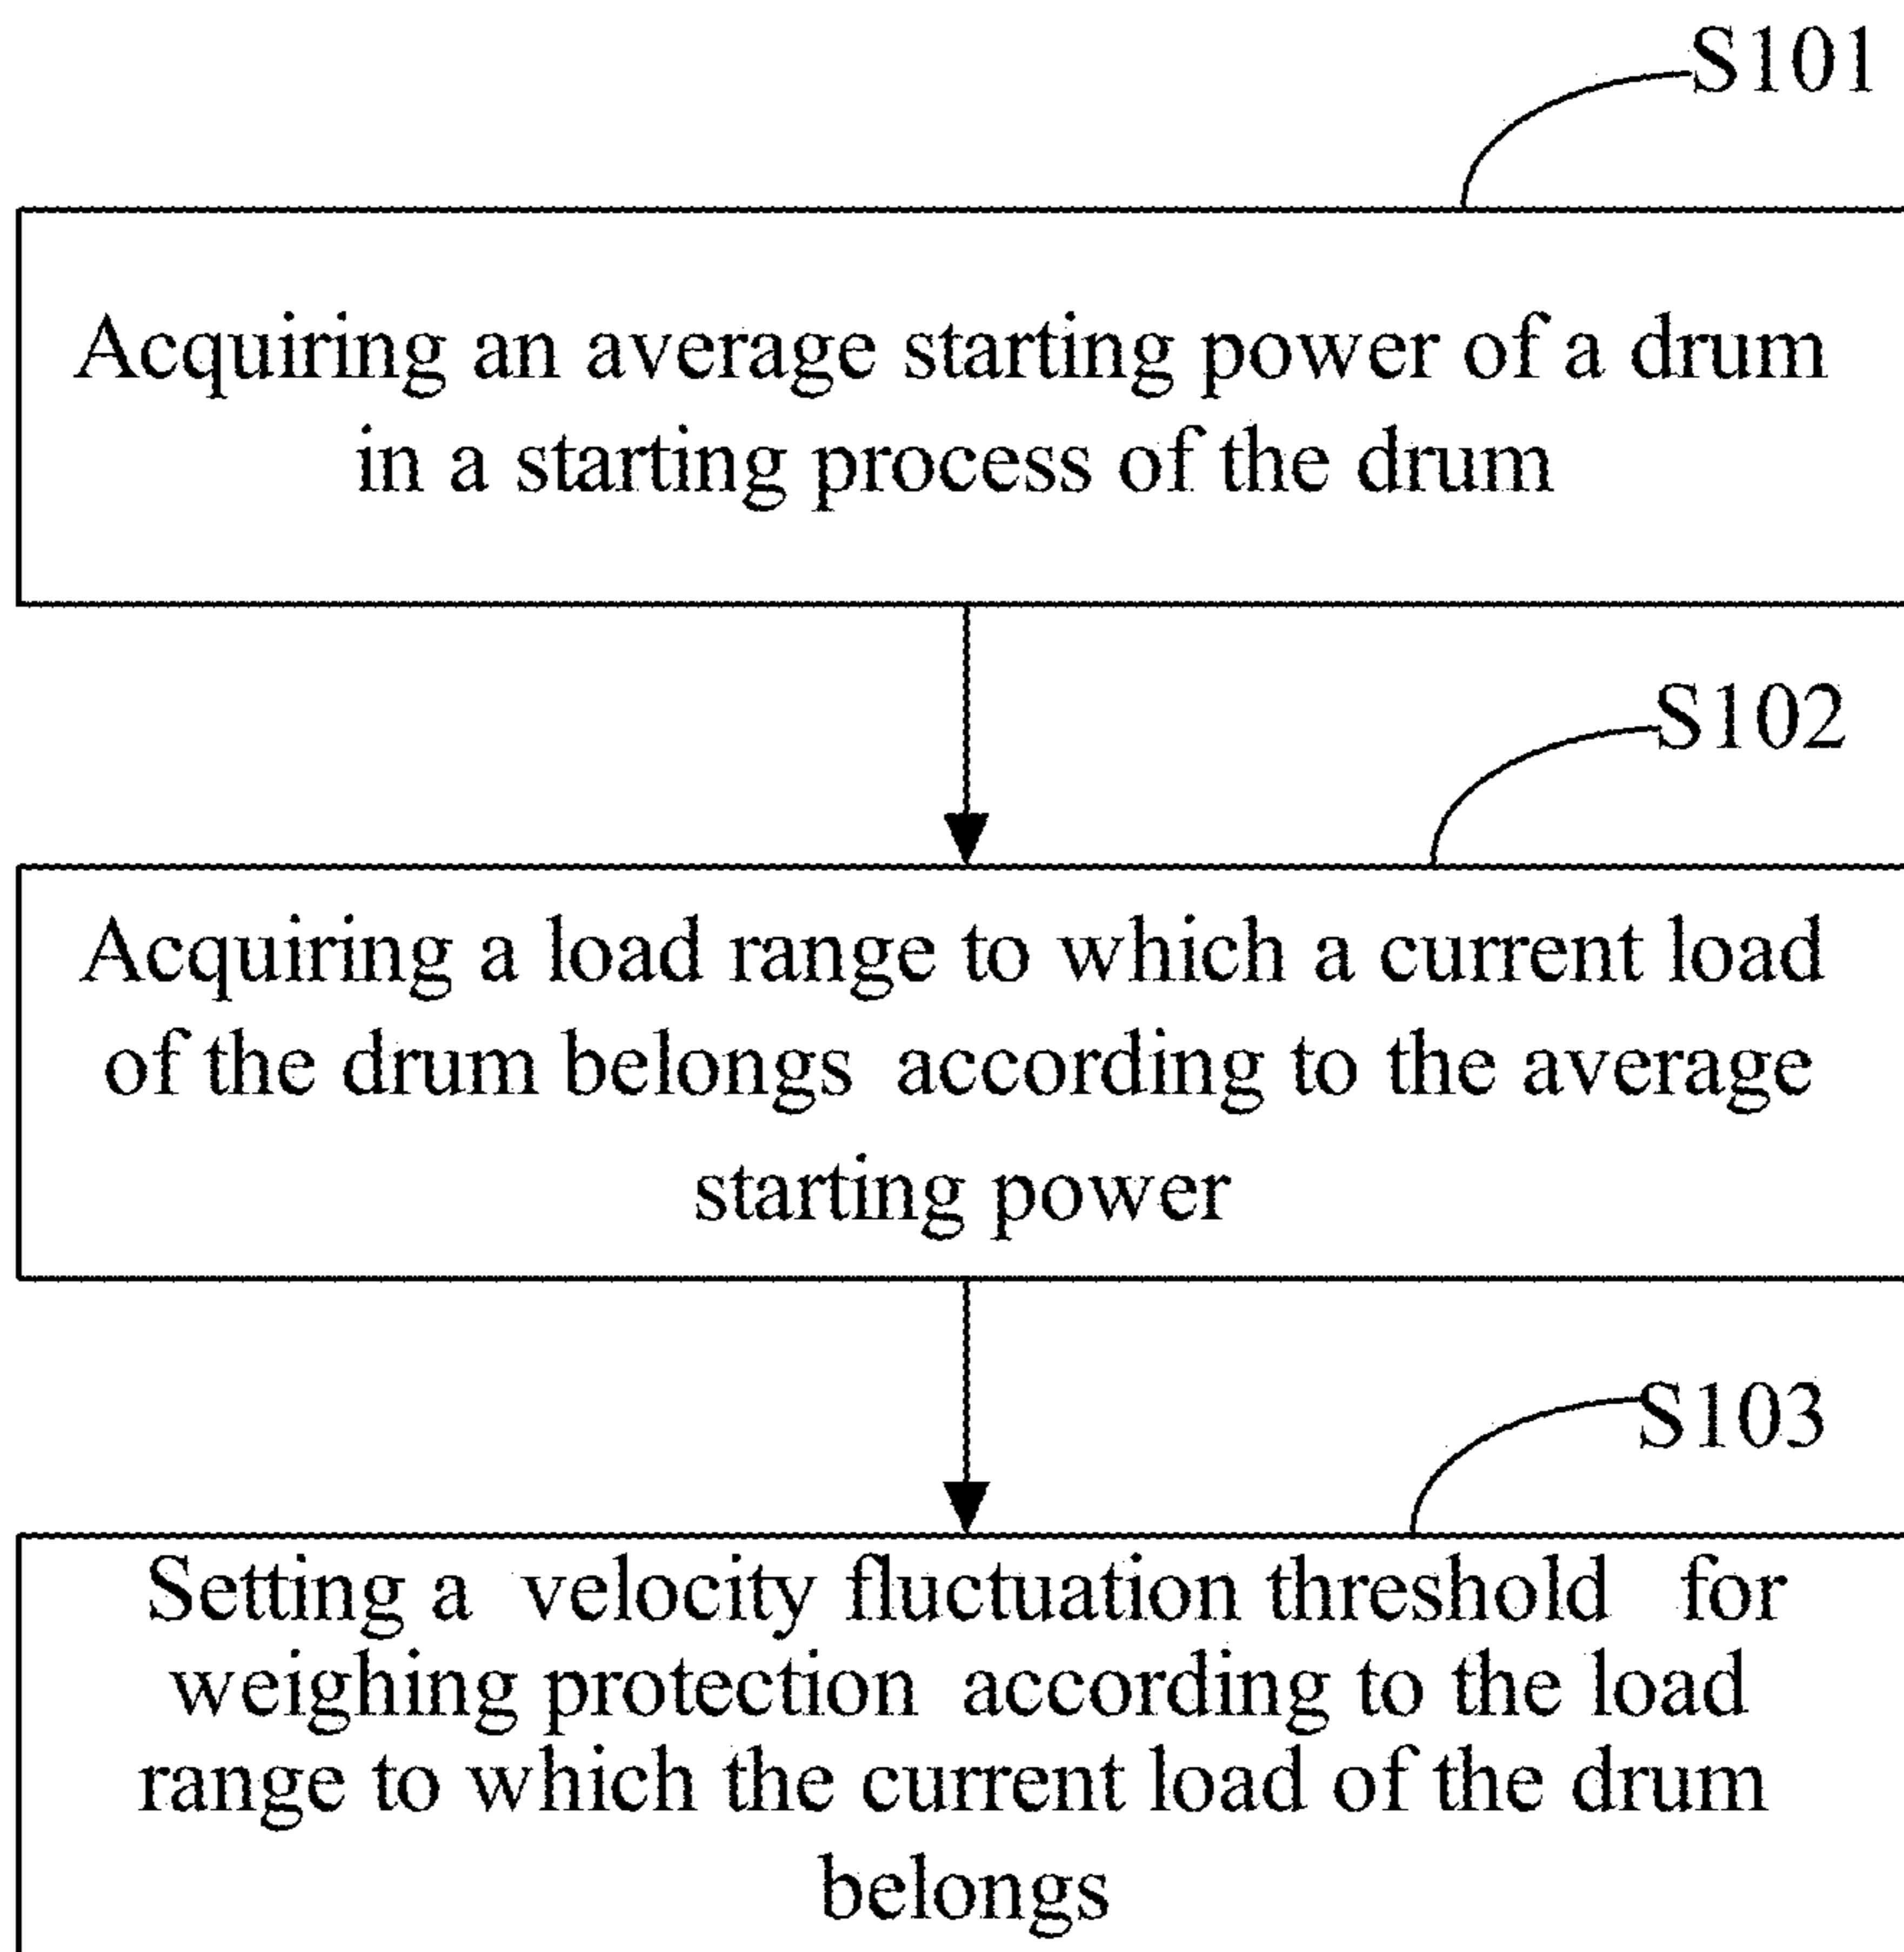 S101
Acquiring an average starting power of a drum
in a starting process of the drum
S102
Acquiring a load range to which a current load
of the drum belongs according to the average
starting power
S103
Setting a velocity fluctuation threshold for
weighing protection according to the load
range to which the current load of the drum
belongs